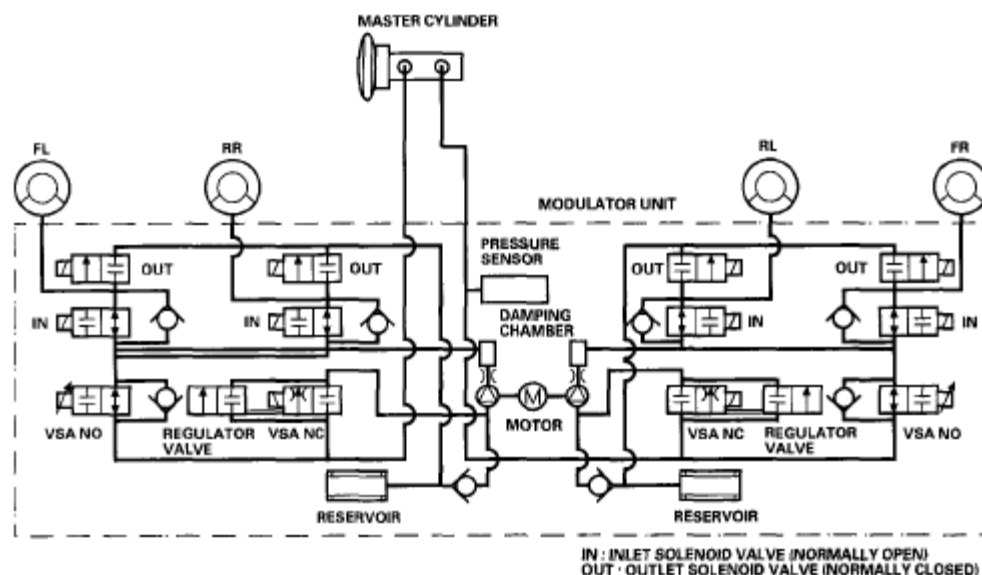 MASTER CYLINDER
FL
RR
RL
FR
MODULATOR UNIT
PRESSURE
SENSOR
OUT
OUT
OUT
OUT
DAMPING
CHAMBER
IN
IN
IN
IN
MOTOR
VSA NO
REGULATOR
VALVE
VSA NC
VSA NC
REGULATOR
VALVE
VSA NO
M
RESERVOIR
RESERVOIR
IN : INLET SOLENOID VALVE (NORMALLY OPEN)
OUT : OUTLET SOLENOID VALVE (NORMALLY CLOSED)